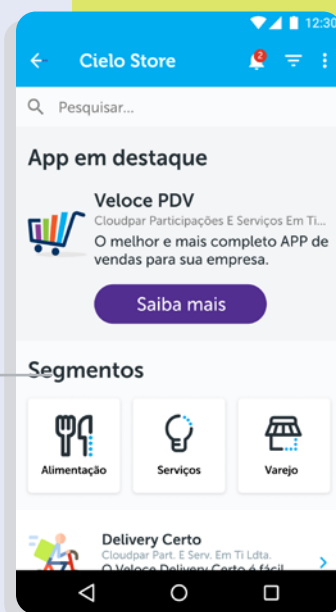 12:30
Cielo Store
2
Pesquisar...
App em destaque
Veloce PDV
Cloudpar Participações E Serviços Em Ti...
O melhor e mais completo APP de
vendas para sua empresa.
Saiba mais
Segmentos
Alimentação Serviços Varejo
Delivery Certo
Cloudpar Part. E Serv. Em Ti Ldta.
O Veloce Delivery Certo é fácil